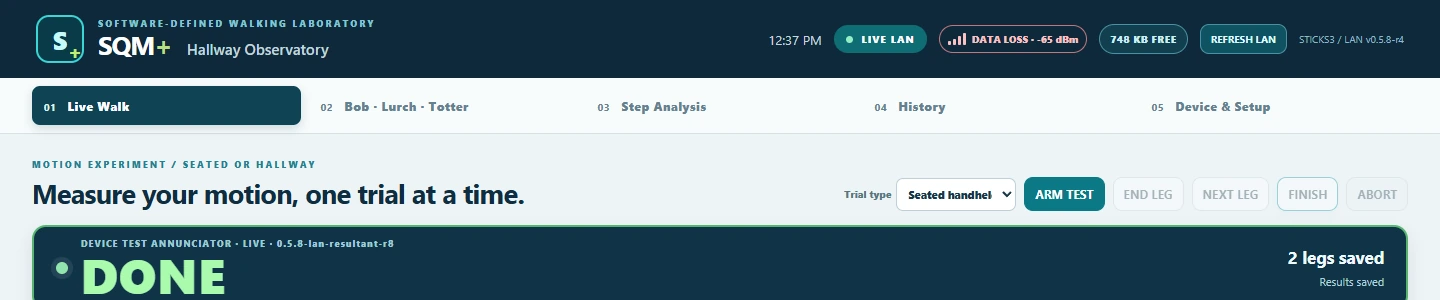 S+
SOFTWARE-DEFINED WALKING LABORATORY
SQM+ Hallway Observatory
12:37 PM
LIVE LAN
DATA LOSS · -65 dBm
748 KB FREE
REFRESH LAN
STICKS3 / LAN v0.5.8-r4
01 Live Walk
02 Bob · Lurch · Totter
03 Step Analysis
04 History
05 Device & Setup
MOTION EXPERIMENT / SEATED OR HALLWAY
Measure your motion, one trial at a time.
Trial type
Seated handhel
ARM TEST
END LEG
NEXT LEG
FINISH
ABORT
DEVICE TEST ANNUNCIATOR · LIVE · 0.5.8-lan-resultant-r8
DONE
2 legs saved
Results saved